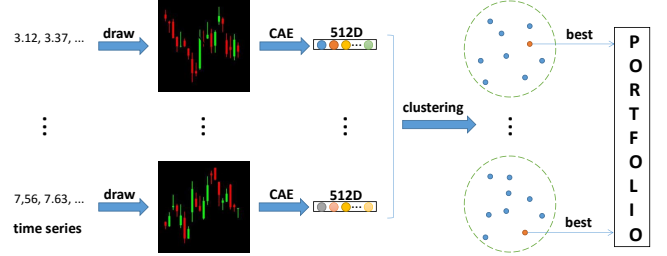 3.12, 3.37, ...
draw
CAE
512D
best
clustering
7,56, 7.63, ...
draw
CAE
512D
best
time series
PORTFOLIO